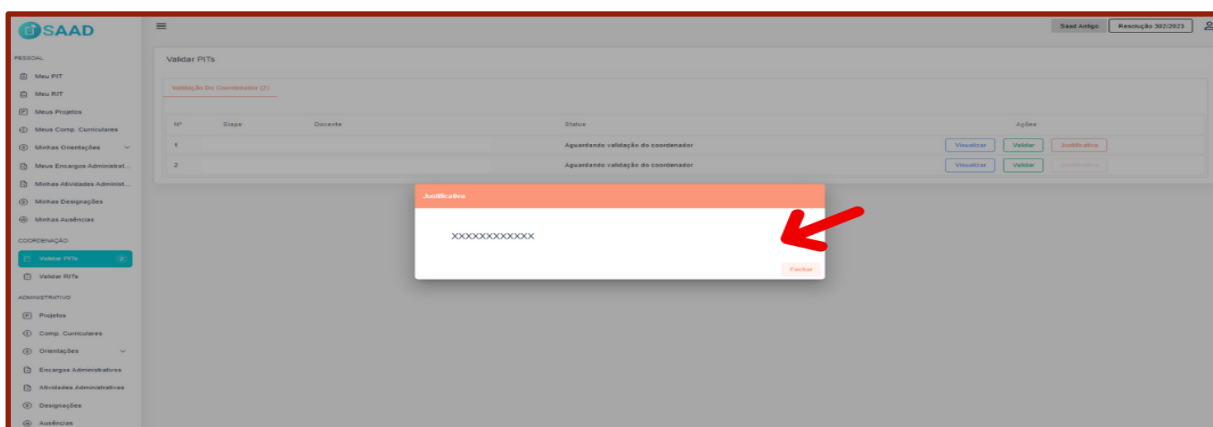 SAAD
Saad Antigo Resolução 302/2023
PESSOAL
Meu PIT
Meu RIT
Meus Projetos
Meus Comp. Curriculares
Minhas Orientações
Meus Encargos Administrat...
Minhas Atividades Administ...
Minhas Designações
Minhas Ausências
COORDENAÇÃO
Validar PITs 2
Validar RITs
ADMINISTRATIVO
Projetos
Comp. Curriculares
Orientações
Encargos Administrativos
Atividades Administrativas
Designações
Ausências
Validar PITs
Validação Do Coordenador (2)
Nº Etapa Docente Status Ações
1 Aguardando validação do coordenador Visualizar Validar Justificativa
2 Aguardando validação do coordenador Visualizar Validar Justificativa
Justificativa
XXXXXXXXXXXX
Fechar